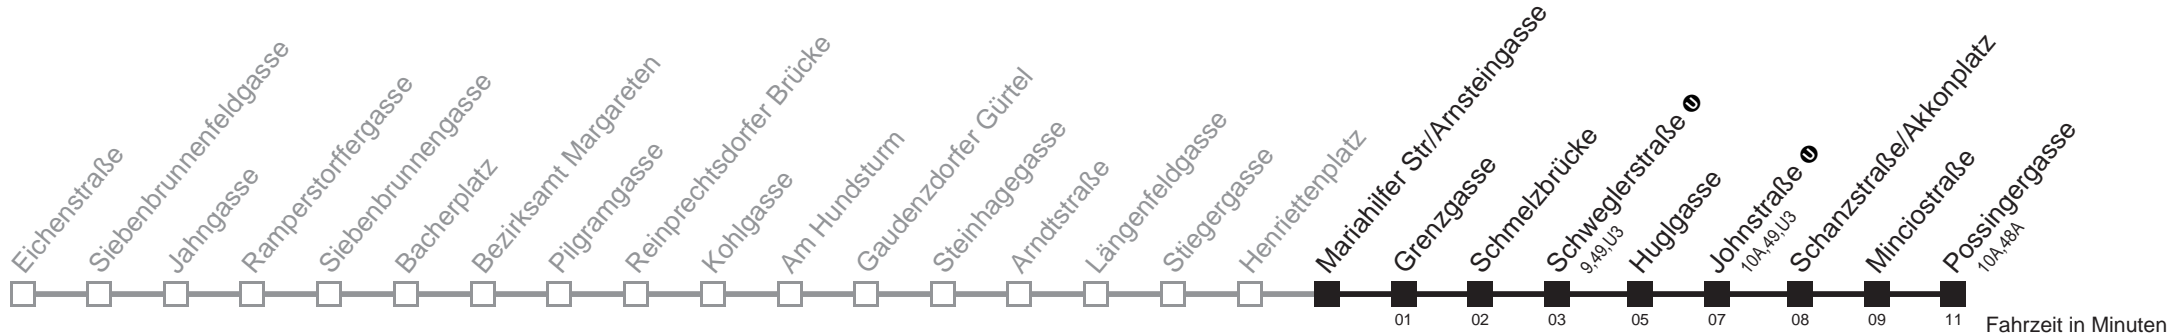 Eichenstraße
Siebenbrunnenfeldgasse
Jahngasse
Ramperstorffergasse
Siebenbrunnengasse
Bacherplatz
Bezirksamt Margareten
Pilgramgasse
Reinprechtsdorfer Brücke
Kohlgasse
Am Hundsturm
Gaudenzdorfer Gürtel
Steinhagegasse
Arndtstraße
Längenfeldgasse
Stiegergasse
Henriettenplatz
Mariahilfer Str/Arnsteingasse
Grenzgasse
Schmelzbrücke
Schweglerstraße U
9,49,U3
Huglgasse
Johnstraße U
10A,49,U3
Schanzstraße/Akkonplatz
Minciostraße
Possingergasse
10A,48A
01 02 03 05 07 08 09 11 Fahrzeit in Minuten